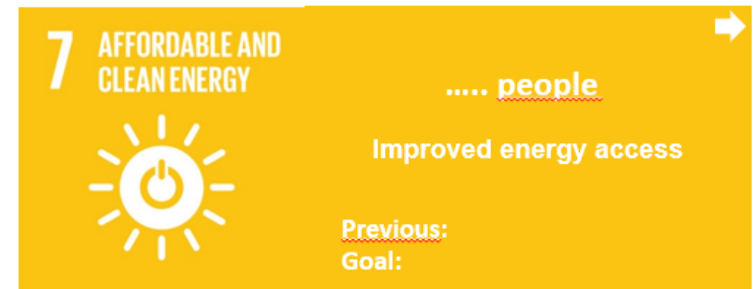 7 AFFORDABLE AND
CLEAN ENERGY
..... people
Improved energy access
Previous:
Goal: